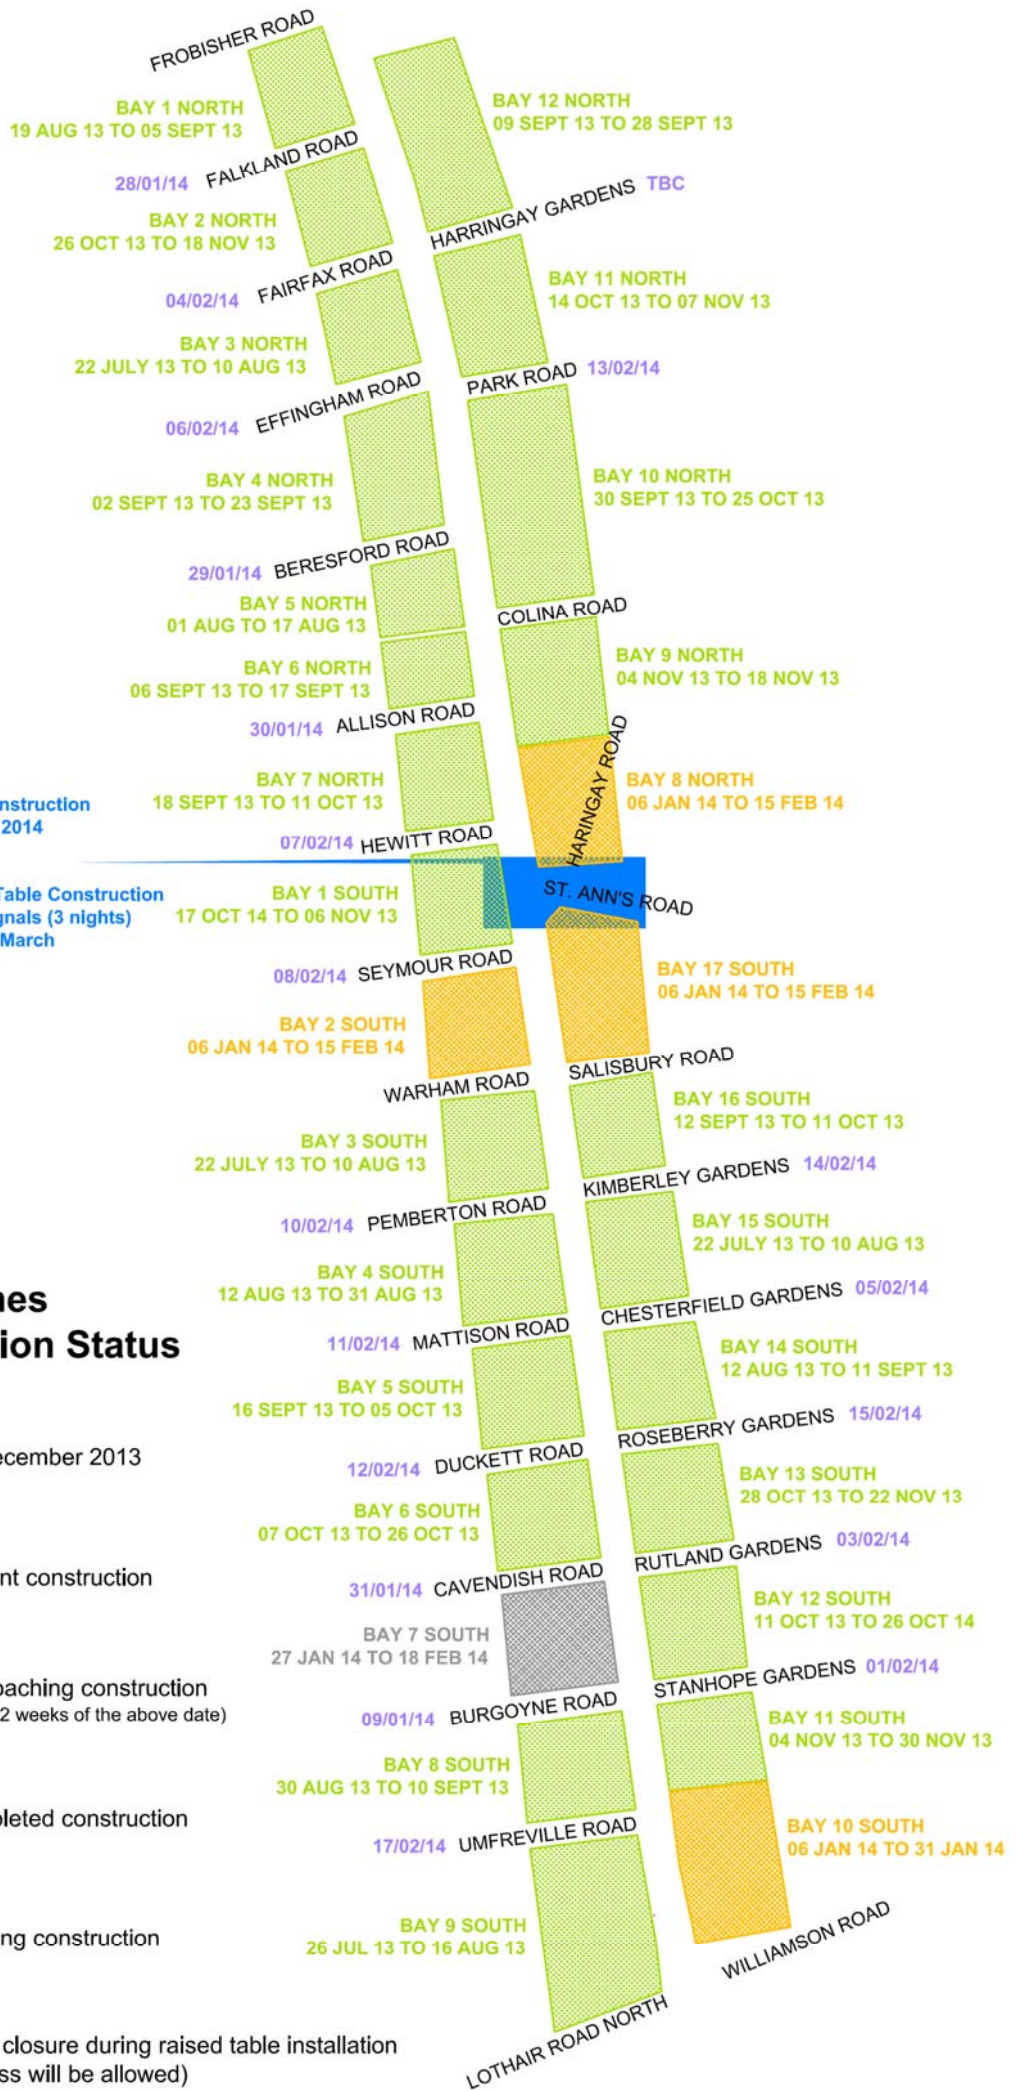 FROBISHER ROAD
BAY 1 NORTH
19 AUG 13 TO 05 SEPT 13
BAY 12 NORTH
09 SEPT 13 TO 28 SEPT 13
28/01/14 FALKLAND ROAD
HARRINGAY GARDENS TBC
BAY 2 NORTH
26 OCT 13 TO 18 NOV 13
BAY 11 NORTH
14 OCT 13 TO 07 NOV 13
04/02/14 FAIRFAX ROAD
BAY 3 NORTH
22 JULY 13 TO 10 AUG 13
PARK ROAD 13/02/14
06/02/14 EFFINGHAM ROAD
BAY 4 NORTH
02 SEPT 13 TO 23 SEPT 13
BAY 10 NORTH
30 SEPT 13 TO 25 OCT 13
29/01/14 BERESFORD ROAD
BAY 5 NORTH
01 AUG TO 17 AUG 13
COLINA ROAD
BAY 6 NORTH
06 SEPT 13 TO 17 SEPT 13
BAY 9 NORTH
04 NOV 13 TO 18 NOV 13
30/01/14 ALLISON ROAD
BAY 7 NORTH
18 SEPT 13 TO 11 OCT 13
HARINGAY ROAD
BAY 8 NORTH
06 JAN 14 TO 15 FEB 14
nstruction
2014
07/02/14 HEWITT ROAD
Table Construction
gnals (3 nights)
March
BAY 1 SOUTH
17 OCT 14 TO 06 NOV 13
ST. ANN'S ROAD
08/02/14 SEYMOUR ROAD
BAY 17 SOUTH
06 JAN 14 TO 15 FEB 14
BAY 2 SOUTH
06 JAN 14 TO 15 FEB 14
SALISBURY ROAD
WARHAM ROAD
BAY 16 SOUTH
12 SEPT 13 TO 11 OCT 13
BAY 3 SOUTH
22 JULY 13 TO 10 AUG 13
KIMBERLEY GARDENS 14/02/14
10/02/14 PEMBERTON ROAD
BAY 15 SOUTH
22 JULY 13 TO 10 AUG 13
BAY 4 SOUTH
12 AUG 13 TO 31 AUG 13
CHESTERFIELD GARDENS 05/02/14
nes
ion Status
11/02/14 MATTISON ROAD
BAY 14 SOUTH
12 AUG 13 TO 11 SEPT 13
BAY 5 SOUTH
16 SEPT 13 TO 05 OCT 13
ROSEBERRY GARDENS 15/02/14
ecember 2013
12/02/14 DUCKETT ROAD
BAY 13 SOUTH
28 OCT 13 TO 22 NOV 13
BAY 6 SOUTH
07 OCT 13 TO 26 OCT 13
RUTLAND GARDENS 03/02/14
nt construction
31/01/14 CAVENDISH ROAD
BAY 12 SOUTH
11 OCT 13 TO 26 OCT 14
BAY 7 SOUTH
27 JAN 14 TO 18 FEB 14
STANHOPE GARDENS 01/02/14
oaching construction
2 weeks of the above date)
09/01/14 BURGOYNE ROAD
BAY 11 SOUTH
04 NOV 13 TO 30 NOV 13
BAY 8 SOUTH
30 AUG 13 TO 10 SEPT 13
pleted construction
17/02/14 UMFREVILLE ROAD
BAY 10 SOUTH
06 JAN 14 TO 31 JAN 14
ng construction
BAY 9 SOUTH
26 JUL 13 TO 16 AUG 13
WILLIAMSON ROAD
closure during raised table installation
ss will be allowed)
LOTHAIR ROAD NORTH